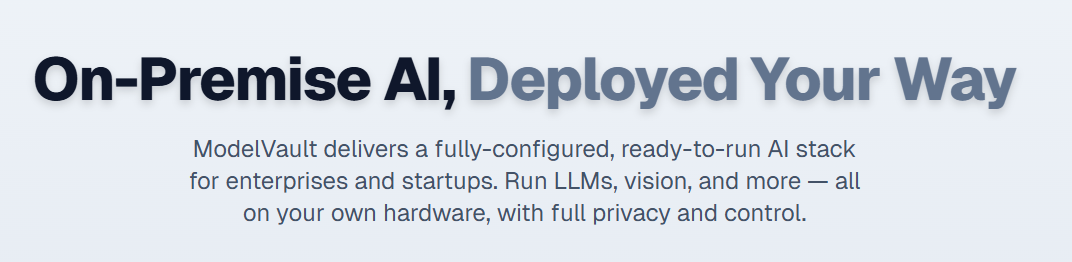 On-Premise AI, Deployed Your Way
ModelVault delivers a fully-configured, ready-to-run AI stack
for enterprises and startups. Run LLMs, vision, and more — all
on your own hardware, with full privacy and control.